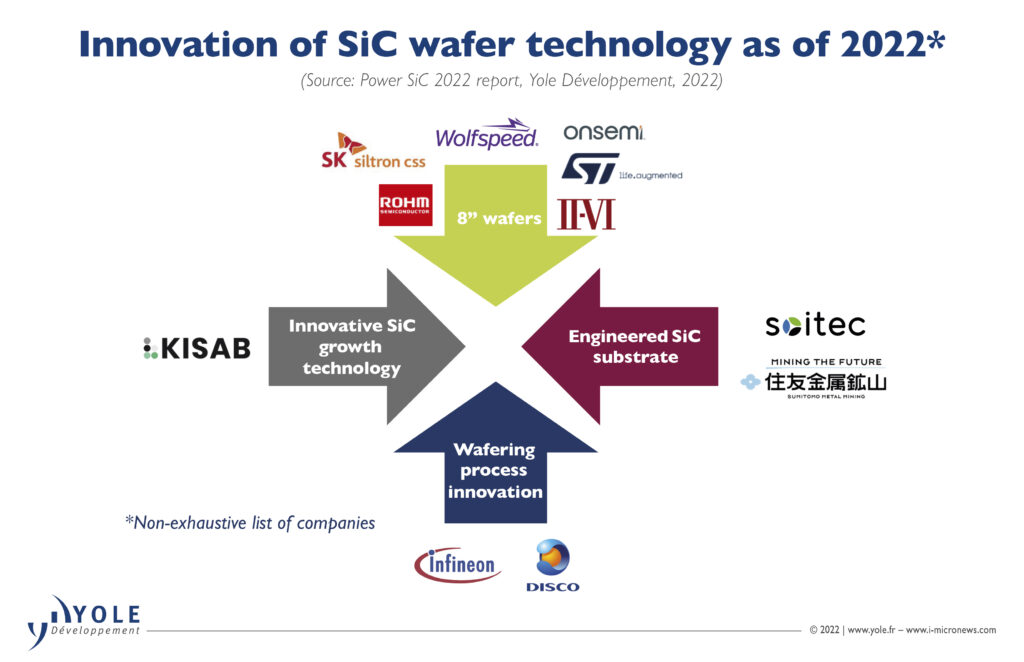 Innovation of SiC wafer technology as of 2022*
(Source: Power SiC 2022 report, Yole Développement, 2022)
SK siltron css
Wolfspeed.
onsemi
ST life.augmented
ROHM
SEMICONDUCTOR
II-VI
8” wafers
KISAB
Innovative SiC
growth
technology
Engineered SiC
substrate
soitec
MINING THE FUTURE
住友金属鉱山
SUMITOMO METAL MINING
Wafering
process
innovation
*Non-exhaustive list of companies
infineon
DISCO
YOLE
Développement
© 2022 | www.yole.fr – www.i-micronews.com